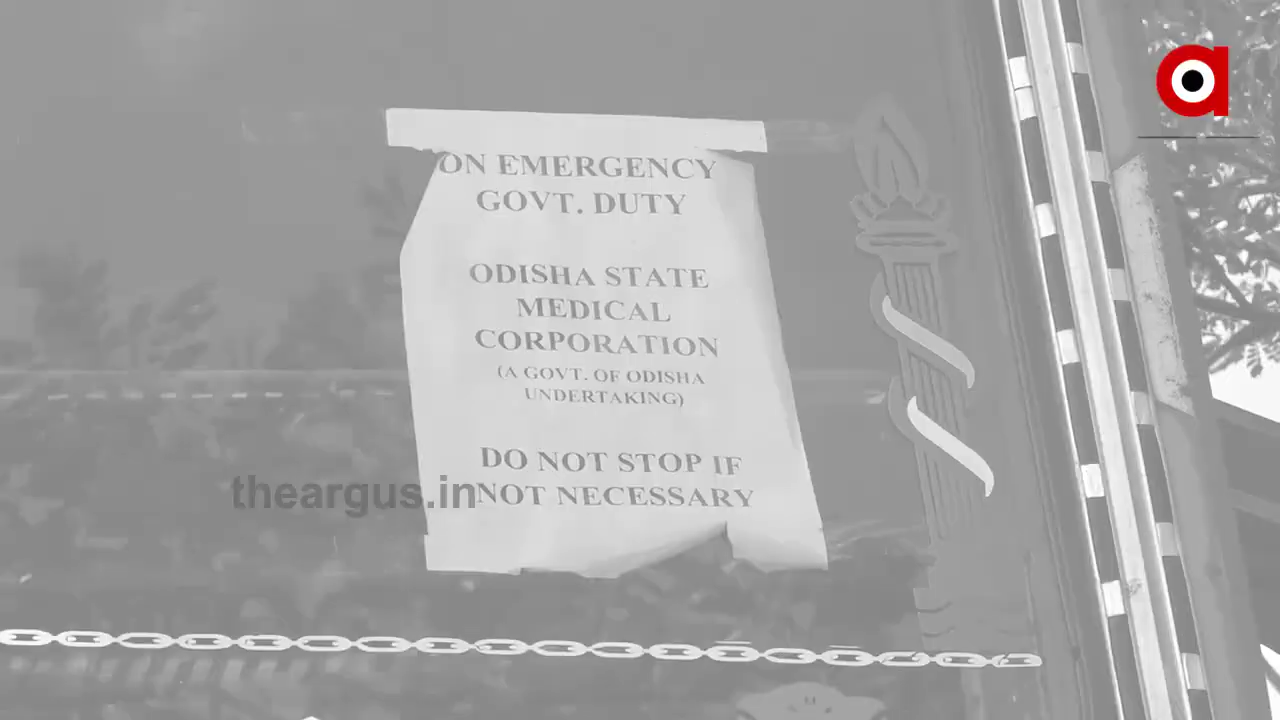 ON EMERGENCY
GOVT. DUTY
ODISHA STATE
MEDICAL
CORPORATION
(A GOVT. OF ODISHA
UNDERTAKING)
DO NOT STOP IF
NOT NECESSARY
theargus.in
a